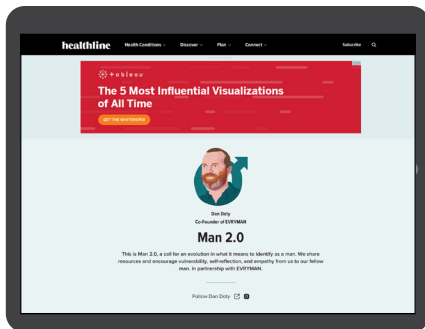 healthline Health Conditions Discover Plan Connect Subscribe
+ableau
The 5 Most Influential Visualizations
of All Time
GET THE WHITEPAPER
Dan Doty
Co-Founder of EVRYMAN
Man 2.0
This is Man 2.0, a call for an evolution in what it means to identify as a man. We share
resources and encourage vulnerability, self-reflection, and empathy from us to our fellow
man. In partnership with EVRYMAN.
Follow Dan Doty